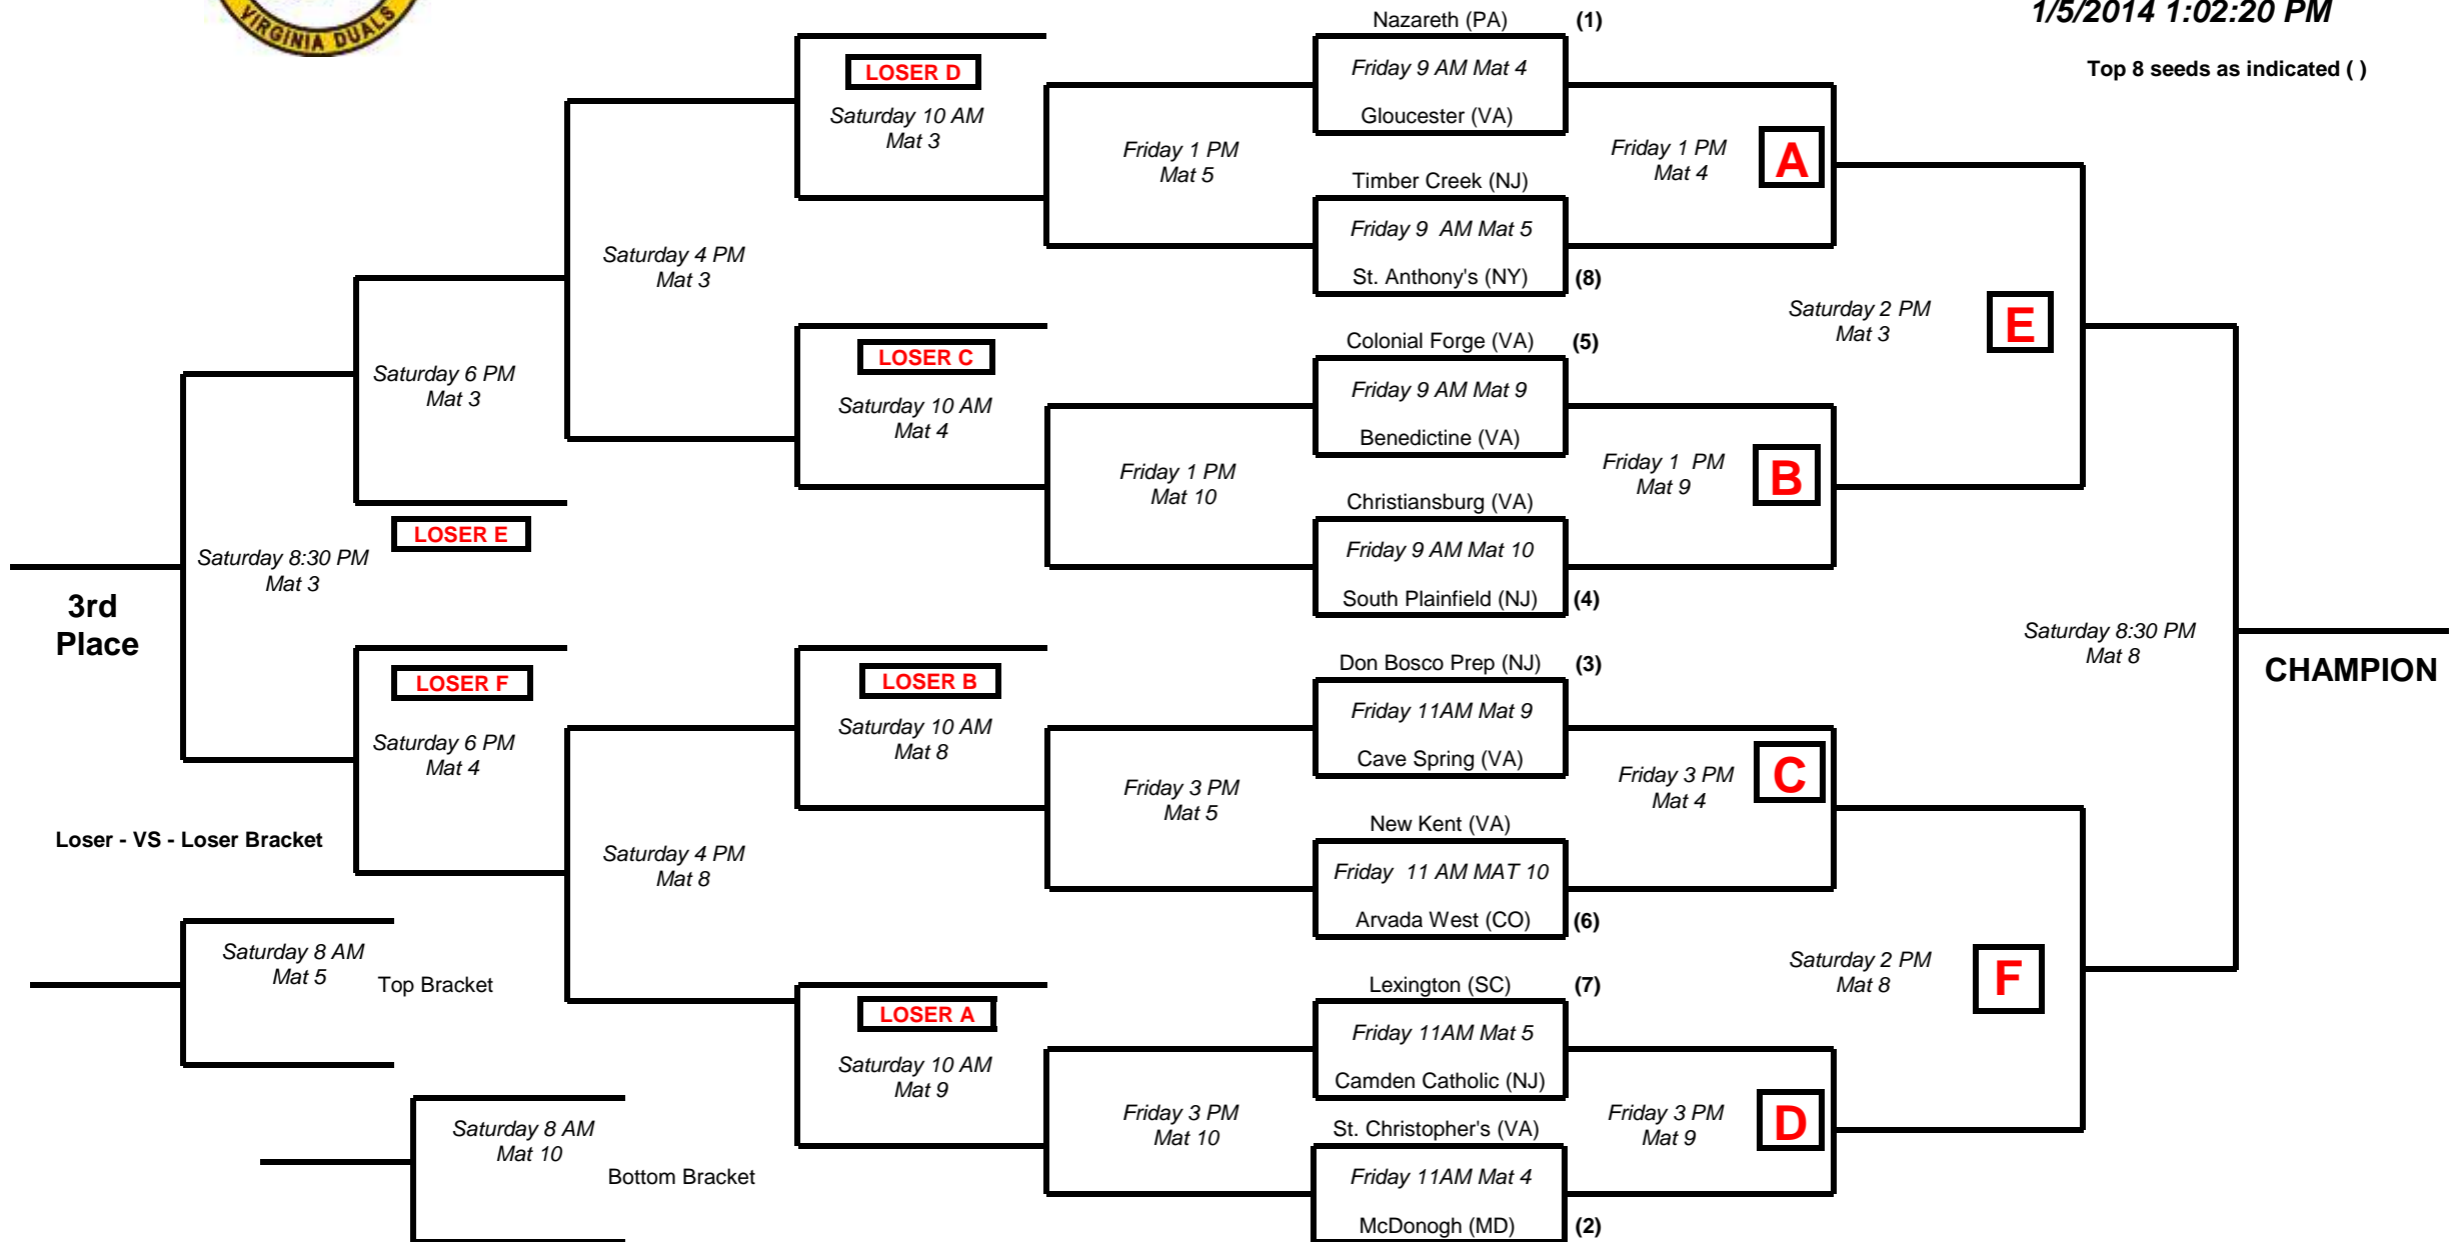 VIRGINIA DUALS
1/5/2014 1:02:20 PM
Top 8 seeds as indicated ( )
Nazareth (PA) (1)
Friday 9 AM Mat 4
Gloucester (VA)
Timber Creek (NJ)
Friday 9 AM Mat 5
St. Anthony's (NY) (8)
Colonial Forge (VA) (5)
Friday 9 AM Mat 9
Benedictine (VA)
Christiansburg (VA)
Friday 9 AM Mat 10
South Plainfield (NJ) (4)
Don Bosco Prep (NJ) (3)
Friday 11AM Mat 9
Cave Spring (VA)
New Kent (VA)
Friday 11 AM MAT 10
Arvada West (CO) (6)
Lexington (SC) (7)
Friday 11AM Mat 5
Camden Catholic (NJ)
St. Christopher's (VA)
Friday 11AM Mat 4
McDonogh (MD) (2)
Friday 1 PM
Mat 4
A
Friday 1 PM
Mat 9
B
Friday 3 PM
Mat 4
C
Friday 3 PM
Mat 9
D
Saturday 2 PM
Mat 3
E
Saturday 2 PM
Mat 8
F
Saturday 8:30 PM
Mat 8
CHAMPION
Friday 1 PM
Mat 5
Friday 1 PM
Mat 10
Friday 3 PM
Mat 5
Friday 3 PM
Mat 10
LOSER D
Saturday 10 AM
Mat 3
LOSER C
Saturday 10 AM
Mat 4
LOSER B
Saturday 10 AM
Mat 8
LOSER A
Saturday 10 AM
Mat 9
Saturday 4 PM
Mat 3
Saturday 4 PM
Mat 8
Saturday 6 PM
Mat 3
LOSER E
LOSER F
Saturday 6 PM
Mat 4
Saturday 8:30 PM
Mat 3
3rd
Place
Loser - VS - Loser Bracket
Saturday 8 AM
Mat 5
Top Bracket
Saturday 8 AM
Mat 10
Bottom Bracket